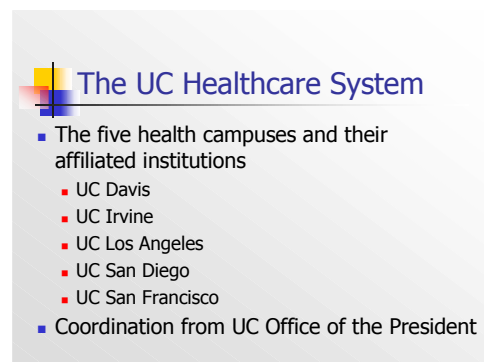 The UC Healthcare System
The five health campuses and their
affiliated institutions
UC Davis
UC Irvine
UC Los Angeles
UC San Diego
UC San Francisco
Coordination from UC Office of the President